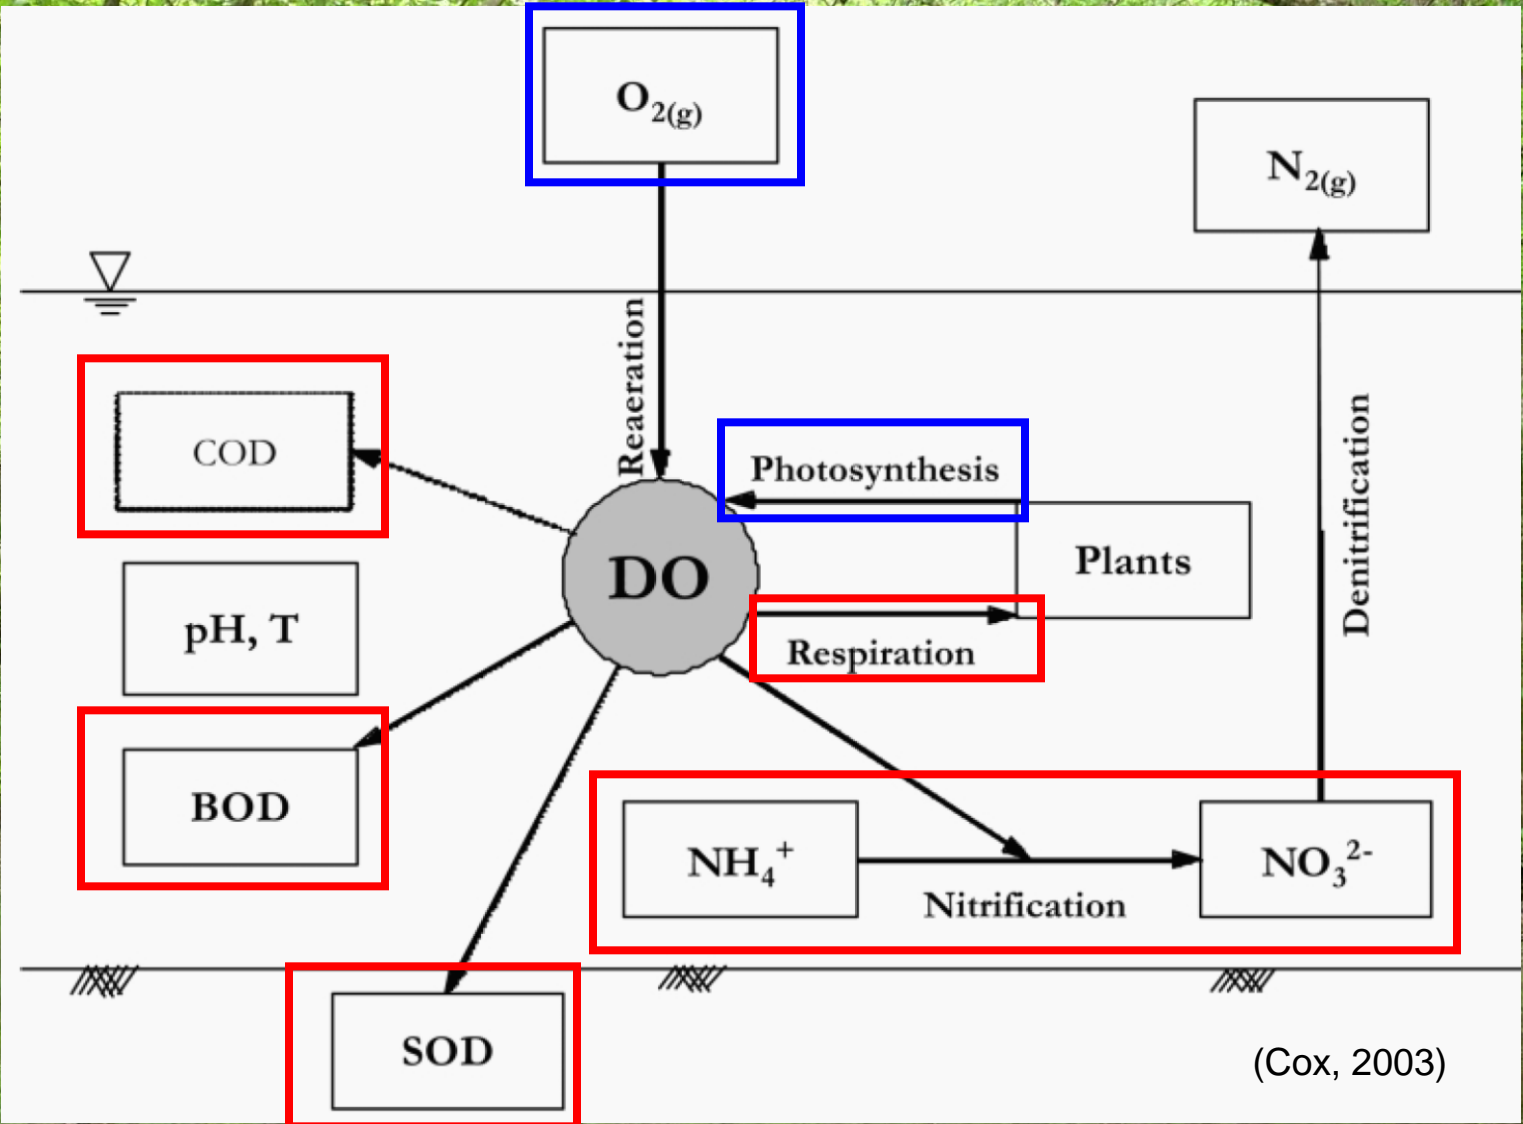 O₂(g)
N₂(g)
Reaeration
COD
Photosynthesis
Denitrification
DO
Plants
pH, T
Respiration
BOD
NH₄⁺
NO₃²⁻
Nitrification
SOD
(Cox, 2003)